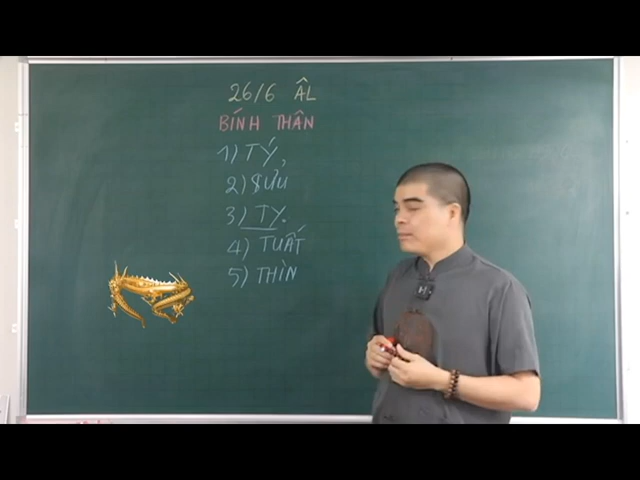 26/6 ÂL
BÍNH THÂN
1) TÝ,
2) SỬU
3) TỴ.
4) TUẤT
5) THÌN